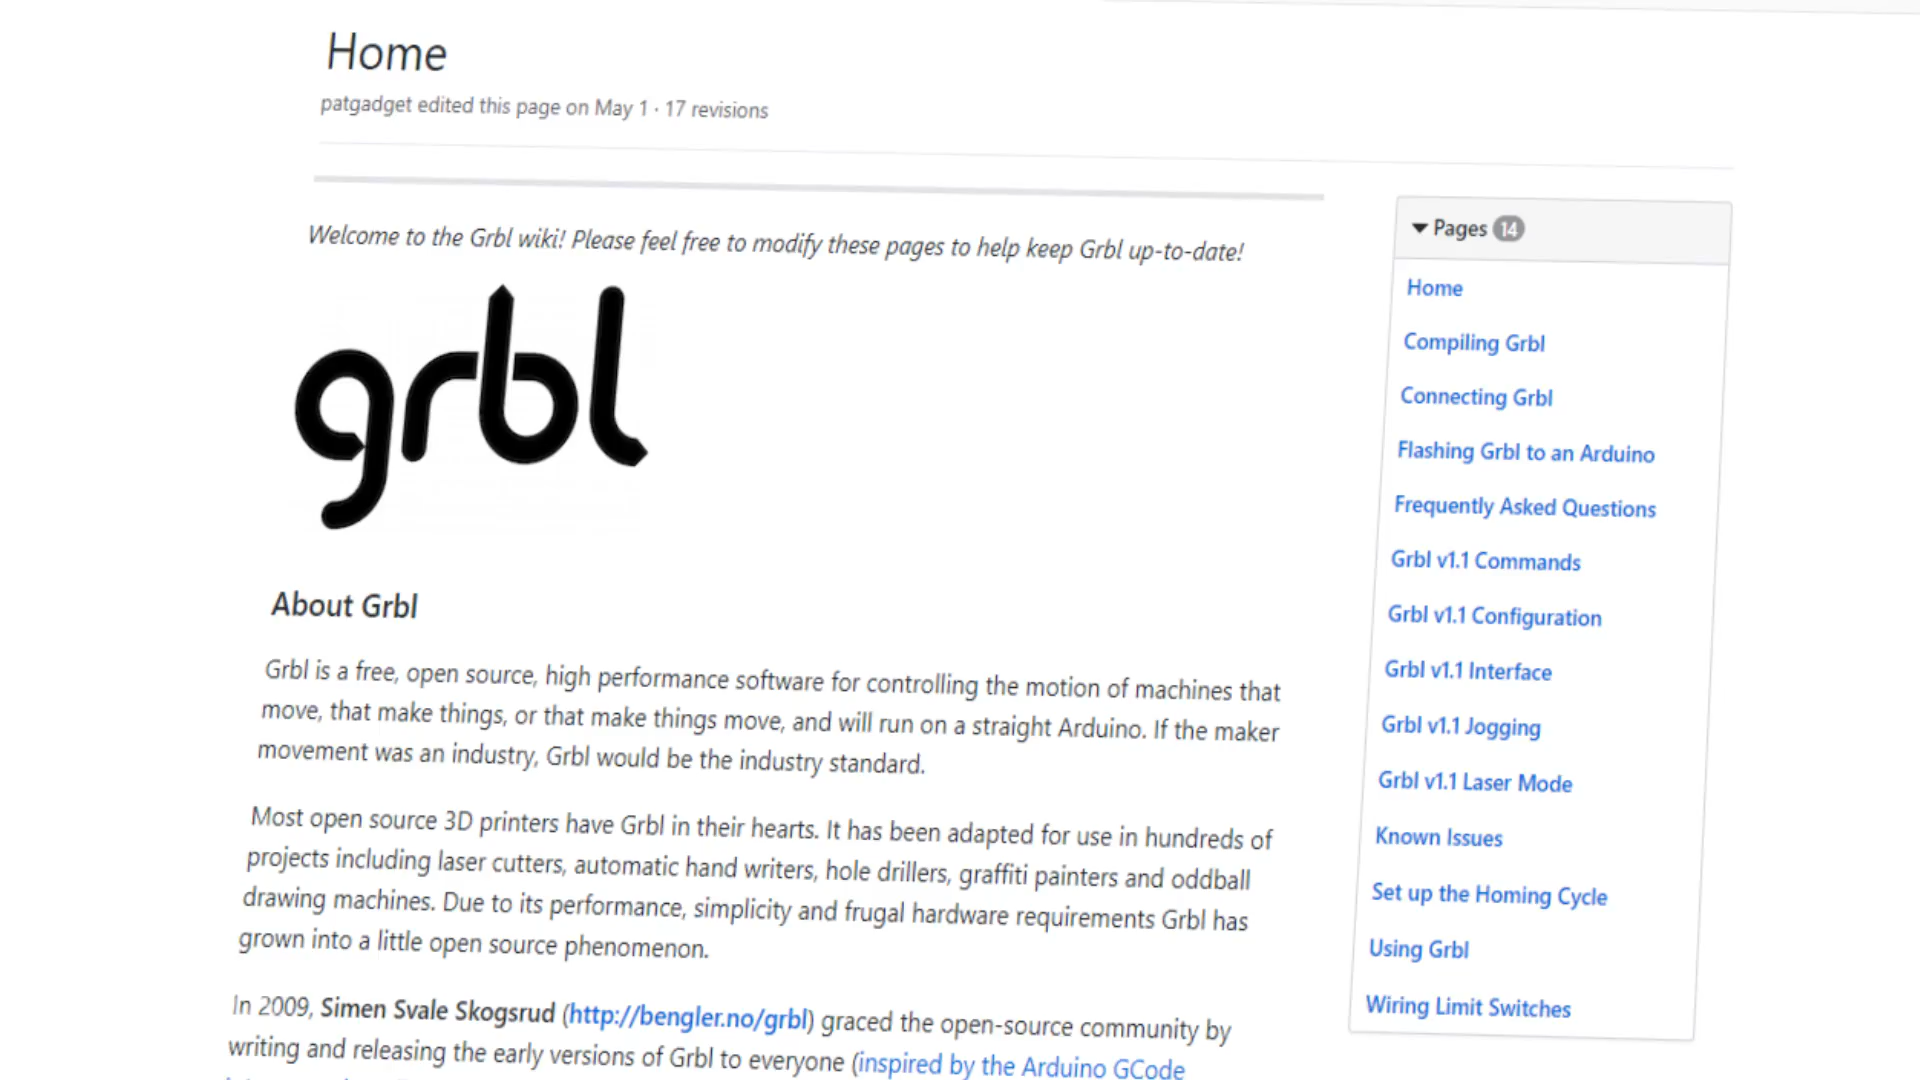 Home
patgadget edited this page on May 1 · 17 revisions
Welcome to the Grbl wiki! Please feel free to modify these pages to help keep Grbl up-to-date!
grbl
About Grbl
Grbl is a free, open source, high performance software for controlling the motion of machines that
move, that make things, or that make things move, and will run on a straight Arduino. If the maker
movement was an industry, Grbl would be the industry standard.
Most open source 3D printers have Grbl in their hearts. It has been adapted for use in hundreds of
projects including laser cutters, automatic hand writers, hole drillers, graffiti painters and oddball
drawing machines. Due to its performance, simplicity and frugal hardware requirements Grbl has
grown into a little open source phenomenon.
In 2009, Simen Svale Skogsrud (http://bengler.no/grbl) graced the open-source community by
writing and releasing the early versions of Grbl to everyone (inspired by the Arduino GCode
Pages 14
Home
Compiling Grbl
Connecting Grbl
Flashing Grbl to an Arduino
Frequently Asked Questions
Grbl v1.1 Commands
Grbl v1.1 Configuration
Grbl v1.1 Interface
Grbl v1.1 Jogging
Grbl v1.1 Laser Mode
Known Issues
Set up the Homing Cycle
Using Grbl
Wiring Limit Switches